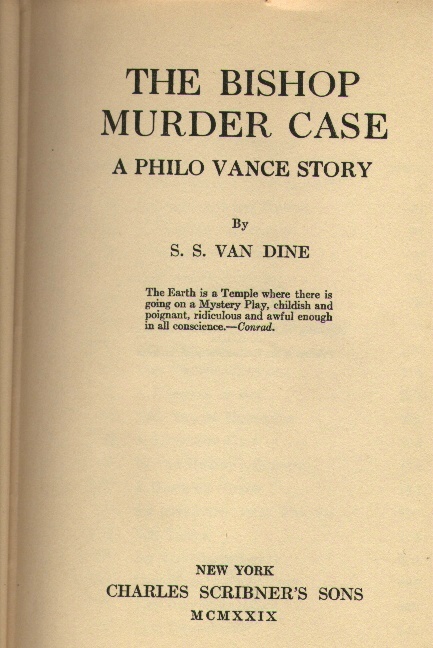 THE BISHOP
MURDER CASE
A PHILO VANCE STORY
By
S. S. VAN DINE
The Earth is a Temple where there is
going on a Mystery Play, childish and
poignant, ridiculous and awful enough
in all conscience.—Conrad.
NEW YORK
CHARLES SCRIBNER'S SONS
MCMXXIX